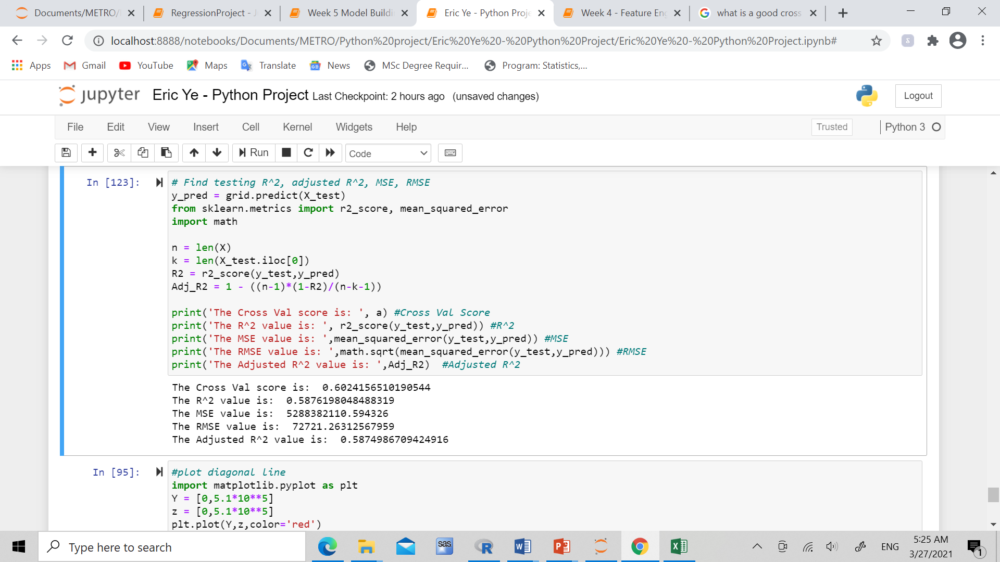 Documents/METRO/
RegressionProject - J
Week 5 Model Buildi
Eric Ye - Python Proje
Week 4 - Feature Eng
what is a good cross
localhost:8888/notebooks/Documents/METRO/Python%20project/Eric%20Ye%20-%20Python%20Project/Eric%20Ye%20-%20Python%20Project.ipynb#
Apps
Gmail
YouTube
Maps
Translate
News
MSc Degree Requir...
Program: Statistics,...
jupyter Eric Ye - Python Project Last Checkpoint: 2 hours ago (unsaved changes)
Logout
File Edit View Insert Cell Kernel Widgets Help
Trusted
Python 3
Run
Code
In [123]:
# Find testing R^2, adjusted R^2, MSE, RMSE
y_pred = grid.predict(X_test)
from sklearn.metrics import r2_score, mean_squared_error
import math
n = len(X)
k = len(X_test.iloc[0])
R2 = r2_score(y_test,y_pred)
Adj_R2 = 1 - ((n-1)*(1-R2)/(n-k-1))
print('The Cross Val score is: ', a) #Cross Val Score
print('The R^2 value is: ', r2_score(y_test,y_pred)) #R^2
print('The MSE value is: ',mean_squared_error(y_test,y_pred)) #MSE
print('The RMSE value is: ',math.sqrt(mean_squared_error(y_test,y_pred))) #RMSE
print('The Adjusted R^2 value is: ',Adj_R2)  #Adjusted R^2
The Cross Val score is:  0.6024156510190544
The R^2 value is:  0.5876198048488319
The MSE value is:  5288382110.594326
The RMSE value is:  72721.26312567959
The Adjusted R^2 value is:  0.5874986709424916
In [95]:
#plot diagonal line
import matplotlib.pyplot as plt
Y = [0,5.1*10**5]
z = [0,5.1*10**5]
plt.plot(Y,z,color='red')
Type here to search
sas
R
W
P
X
ENG
5:25 AM
3/27/2021
1